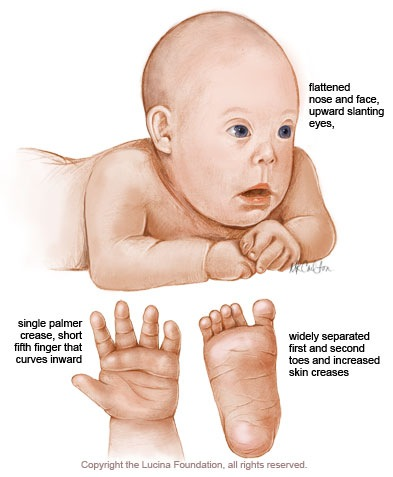 flattened
nose and face,
upward slanting
eyes,
single palmer
crease, short
fifth finger that
curves inward
widely separated
first and second
toes and increased
skin creases
Copyright the Lucina Foundation, all rights reserved.